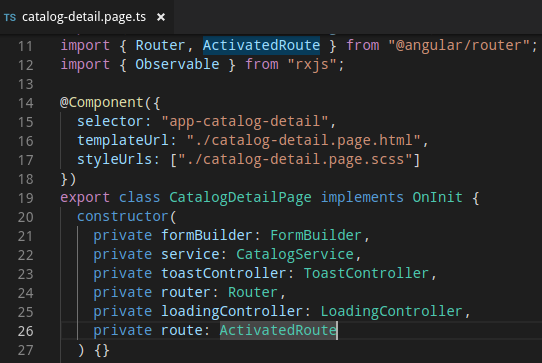 TS catalog-detail.page.ts ×
11 import { Router, ActivatedRoute } from "@angular/router";
12 import { Observable } from "rxjs";
13
14 @Component({
15 selector: "app-catalog-detail",
16 templateUrl: "./catalog-detail.page.html",
17 styleUrls: ["./catalog-detail.page.scss"]
18 })
19 export class CatalogDetailPage implements OnInit {
20 constructor(
21 private formBuilder: FormBuilder,
22 private service: CatalogService,
23 private toastController: ToastController,
24 private router: Router,
25 private loadingController: LoadingController,
26 private route: ActivatedRoute
27 ) {}